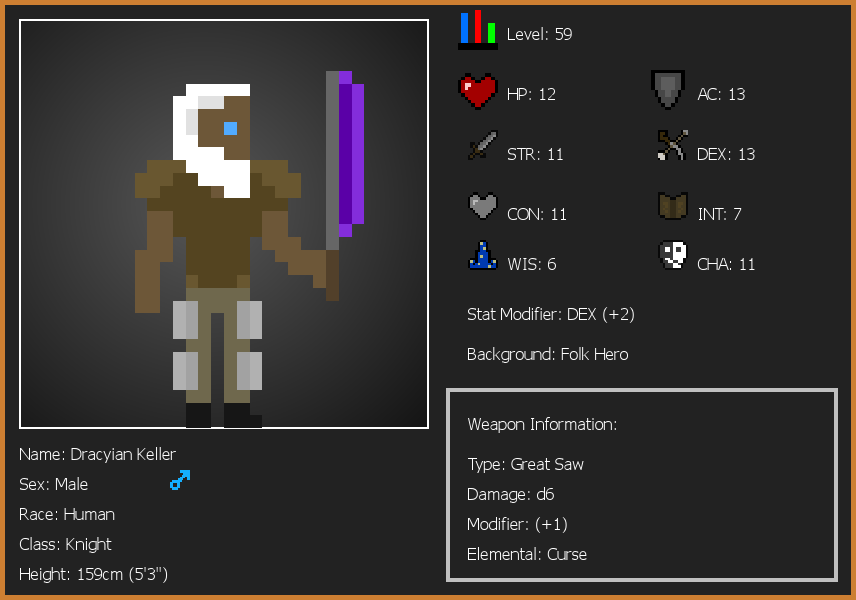 Level: 59
HP: 12
AC: 13
STR: 11
DEX: 13
CON: 11
INT: 7
WIS: 6
CHA: 11
Stat Modifier: DEX (+2)
Background: Folk Hero
Weapon Information:
Type: Great Saw
Damage: d6
Modifier: (+1)
Elemental: Curse
Name: Dracyian Keller
Sex: Male
Race: Human
Class: Knight
Height: 159cm (5'3")